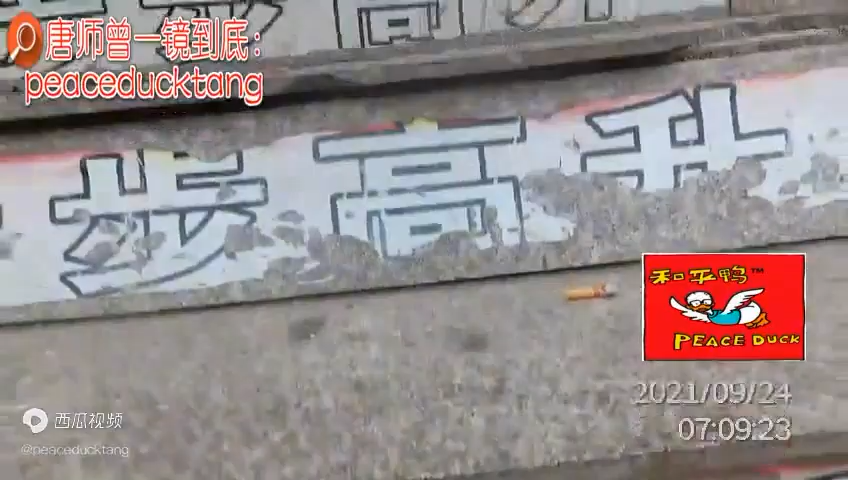 唐师曾一镜到底：
peaceducktang
步高升
和平鸭™
PEACE DUCK
2021/09/24
07:09:23
西瓜视频
@peaceducktang